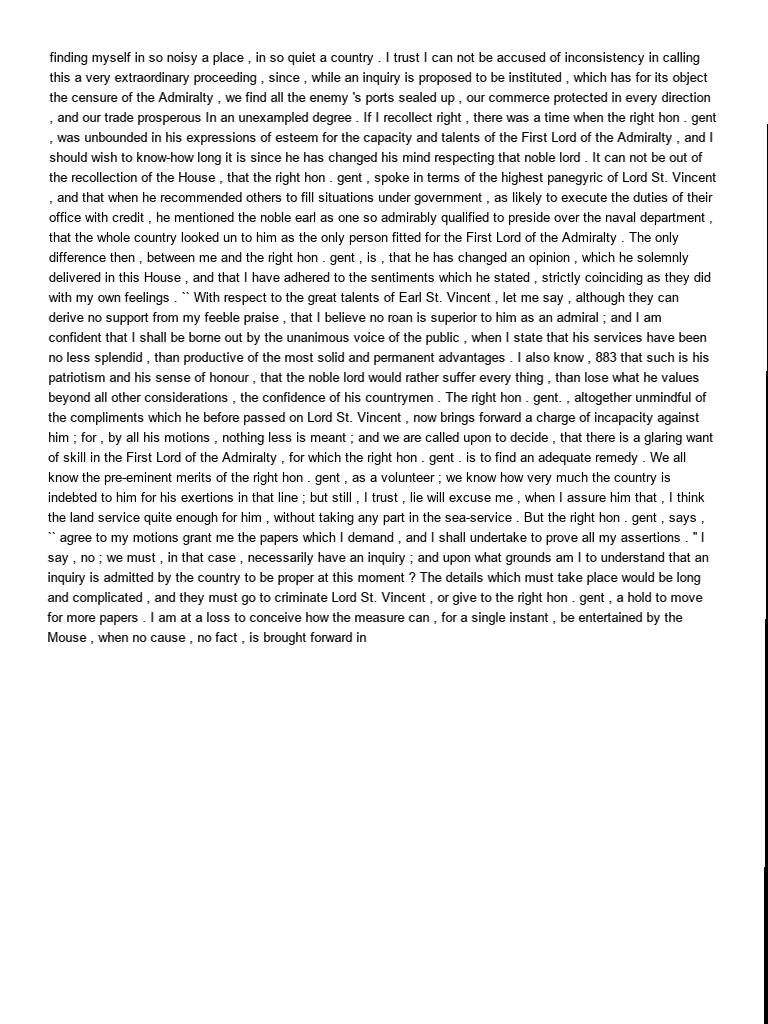 finding myself in so noisy a place , in so quiet a country . I trust I can not be accused of inconsistency in calling
this a very extraordinary proceeding , since , while an inquiry is proposed to be instituted , which has for its object
the censure of the Admiralty , we find all the enemy 's ports sealed up , our commerce protected in every direction
, and our trade prosperous In an unexampled degree . If I recollect right , there was a time when the right hon . gent
, was unbounded in his expressions of esteem for the capacity and talents of the First Lord of the Admiralty , and I
should wish to know-how long it is since he has changed his mind respecting that noble lord . It can not be out of
the recollection of the House , that the right hon . gent , spoke in terms of the highest panegyric of Lord St. Vincent
, and that when he recommended others to fill situations under government , as likely to execute the duties of their
office with credit , he mentioned the noble earl as one so admirably qualified to preside over the naval department ,
that the whole country looked un to him as the only person fitted for the First Lord of the Admiralty . The only
difference then , between me and the right hon . gent , is , that he has changed an opinion , which he solemnly
delivered in this House , and that I have adhered to the sentiments which he stated , strictly coinciding as they did
with my own feelings . `` With respect to the great talents of Earl St. Vincent , let me say , although they can
derive no support from my feeble praise , that I believe no roan is superior to him as an admiral ; and I am
confident that I shall be borne out by the unanimous voice of the public , when I state that his services have been
no less splendid , than productive of the most solid and permanent advantages . I also know , 883 that such is his
patriotism and his sense of honour , that the noble lord would rather suffer every thing , than lose what he values
beyond all other considerations , the confidence of his countrymen . The right hon . gent. , altogether unmindful of
the compliments which he before passed on Lord St. Vincent , now brings forward a charge of incapacity against
him ; for , by all his motions , nothing less is meant ; and we are called upon to decide , that there is a glaring want
of skill in the First Lord of the Admiralty , for which the right hon . gent . is to find an adequate remedy . We all
know the pre-eminent merits of the right hon . gent , as a volunteer ; we know how very much the country is
indebted to him for his exertions in that line ; but still , I trust , lie will excuse me , when I assure him that , I think
the land service quite enough for him , without taking any part in the sea-service . But the right hon . gent , says ,
`` agree to my motions grant me the papers which I demand , and I shall undertake to prove all my assertions . '' I
say , no ; we must , in that case , necessarily have an inquiry ; and upon what grounds am I to understand that an
inquiry is admitted by the country to be proper at this moment ? The details which must take place would be long
and complicated , and they must go to criminate Lord St. Vincent , or give to the right hon . gent , a hold to move
for more papers . I am at a loss to conceive how the measure can , for a single instant , be entertained by the
Mouse , when no cause , no fact , is brought forward in